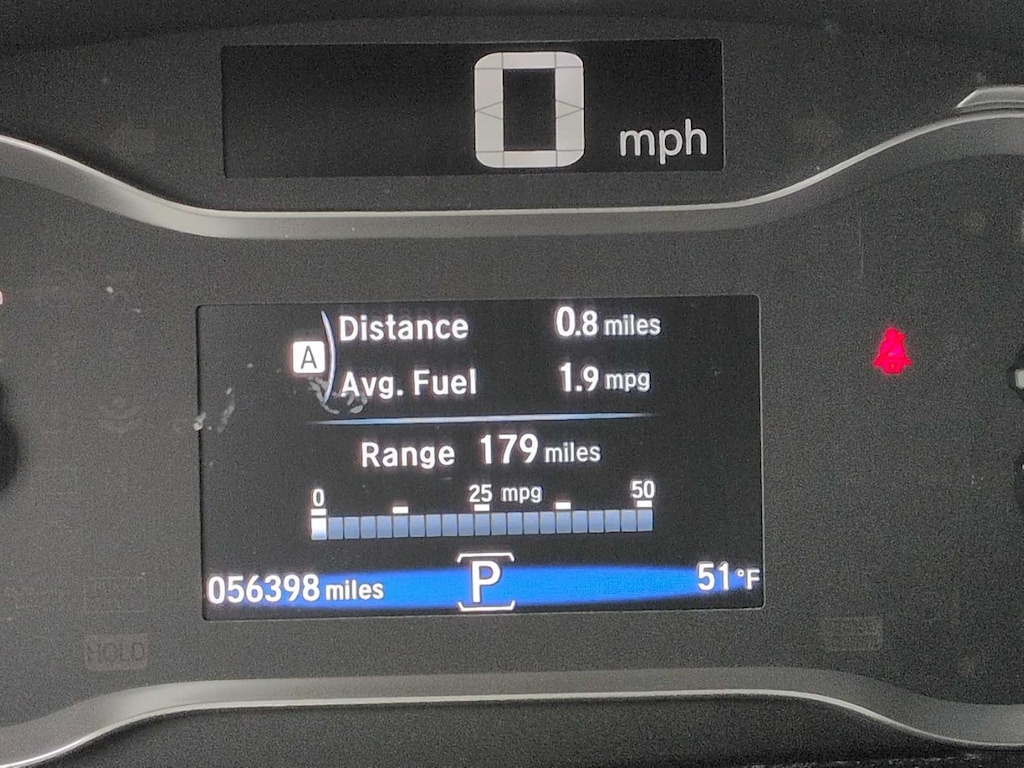 0 mph
Distance 0.8 miles
A
Avg. Fuel 1.9 mpg
Range 179 miles
0 25 mpg 50
056398 miles P 51°F
HOLD